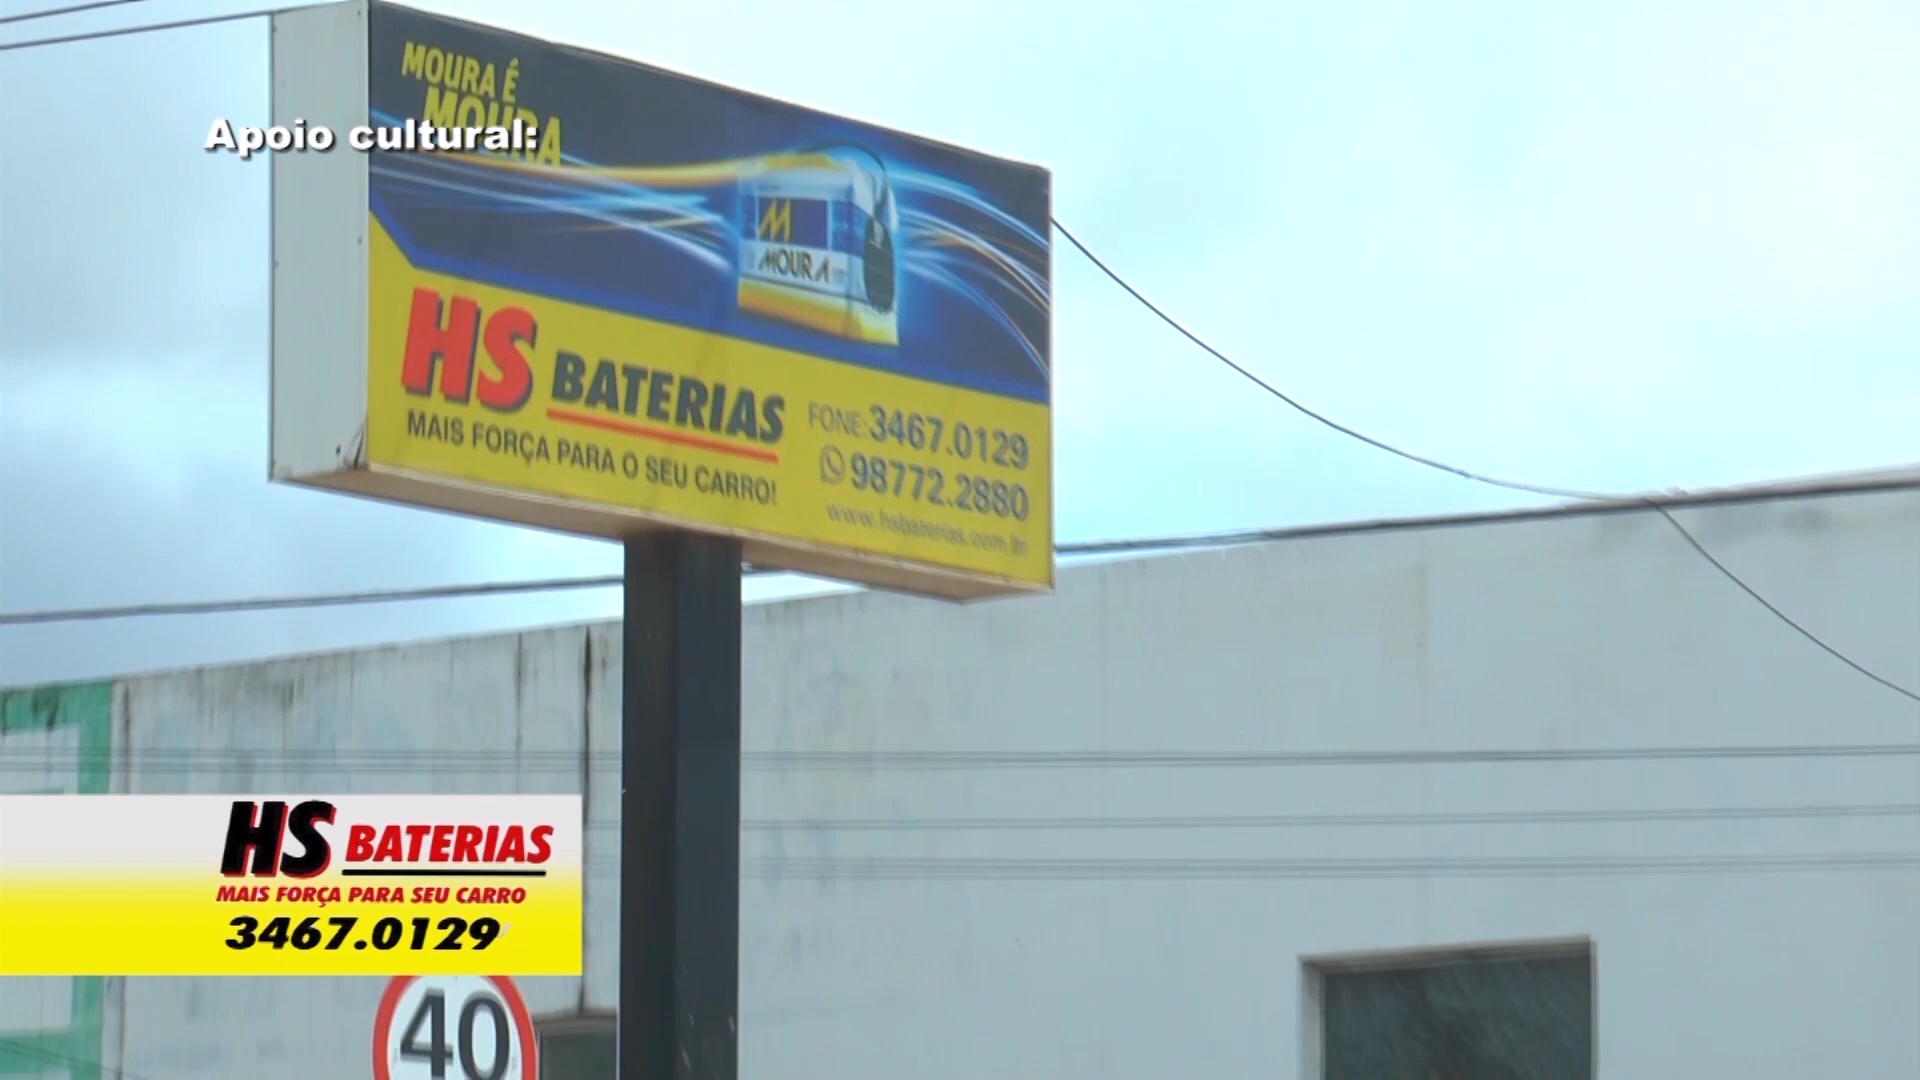 MOURA É
MOURA
Apoio cultural:
M
MOURA
HS BATERIAS
MAIS FORÇA PARA O SEU CARRO!
FONE: 3467.0129
98772.2880
www.hsbaterias.com.br
HS BATERIAS
MAIS FORÇA PARA SEU CARRO
3467.0129
40